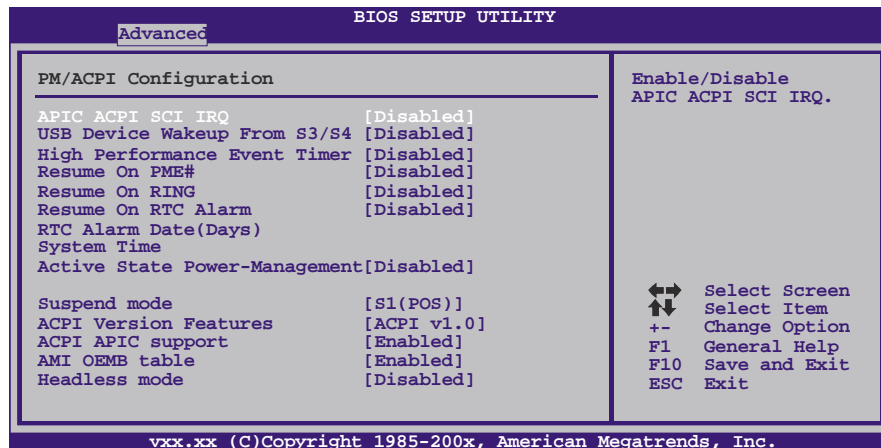 BIOS SETUP UTILITY
Advanced
PM/ACPI Configuration
APIC ACPI SCI IRQ [Disabled]
USB Device Wakeup From S3/S4 [Disabled]
High Performance Event Timer [Disabled]
Resume On PME# [Disabled]
Resume On RING [Disabled]
Resume On RTC Alarm [Disabled]
RTC Alarm Date(Days)
System Time
Active State Power-Management[Disabled]
Suspend mode [S1(POS)]
ACPI Version Features [ACPI v1.0]
ACPI APIC support [Enabled]
AMI OEMB table [Enabled]
Headless mode [Disabled]
Enable/Disable
APIC ACPI SCI IRQ.
Select Screen
Select Item
+- Change Option
F1 General Help
F10 Save and Exit
ESC Exit
vxx.xx (C)Copyright 1985-200x, American Megatrends, Inc.